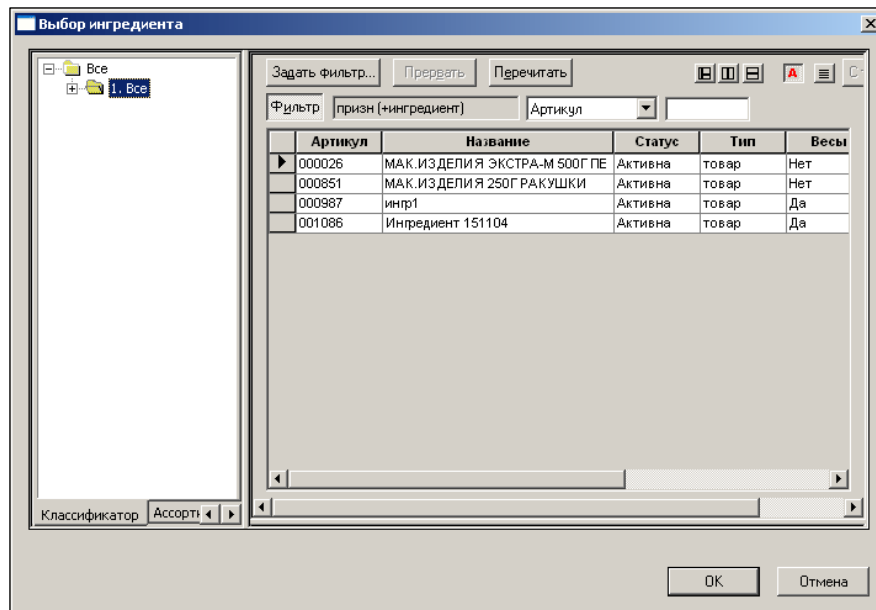 Выбор ингредиента
Все
1. Все
Задать фильтр... Прервать Перечитать
Фильтр призн (+ингредиент) Артикул
Артикул Название Статус Тип Весы
000026 МАК.ИЗДЕЛИЯ ЭКСТРА-М 500Г ПЕ Активна товар Нет
000851 МАК.ИЗДЕЛИЯ 250Г РАКУШКИ Активна товар Нет
000987 ингр1 Активна товар Да
001086 Ингредиент 151104 Активна товар Да
Классификатор Ассорти
OK Отмена